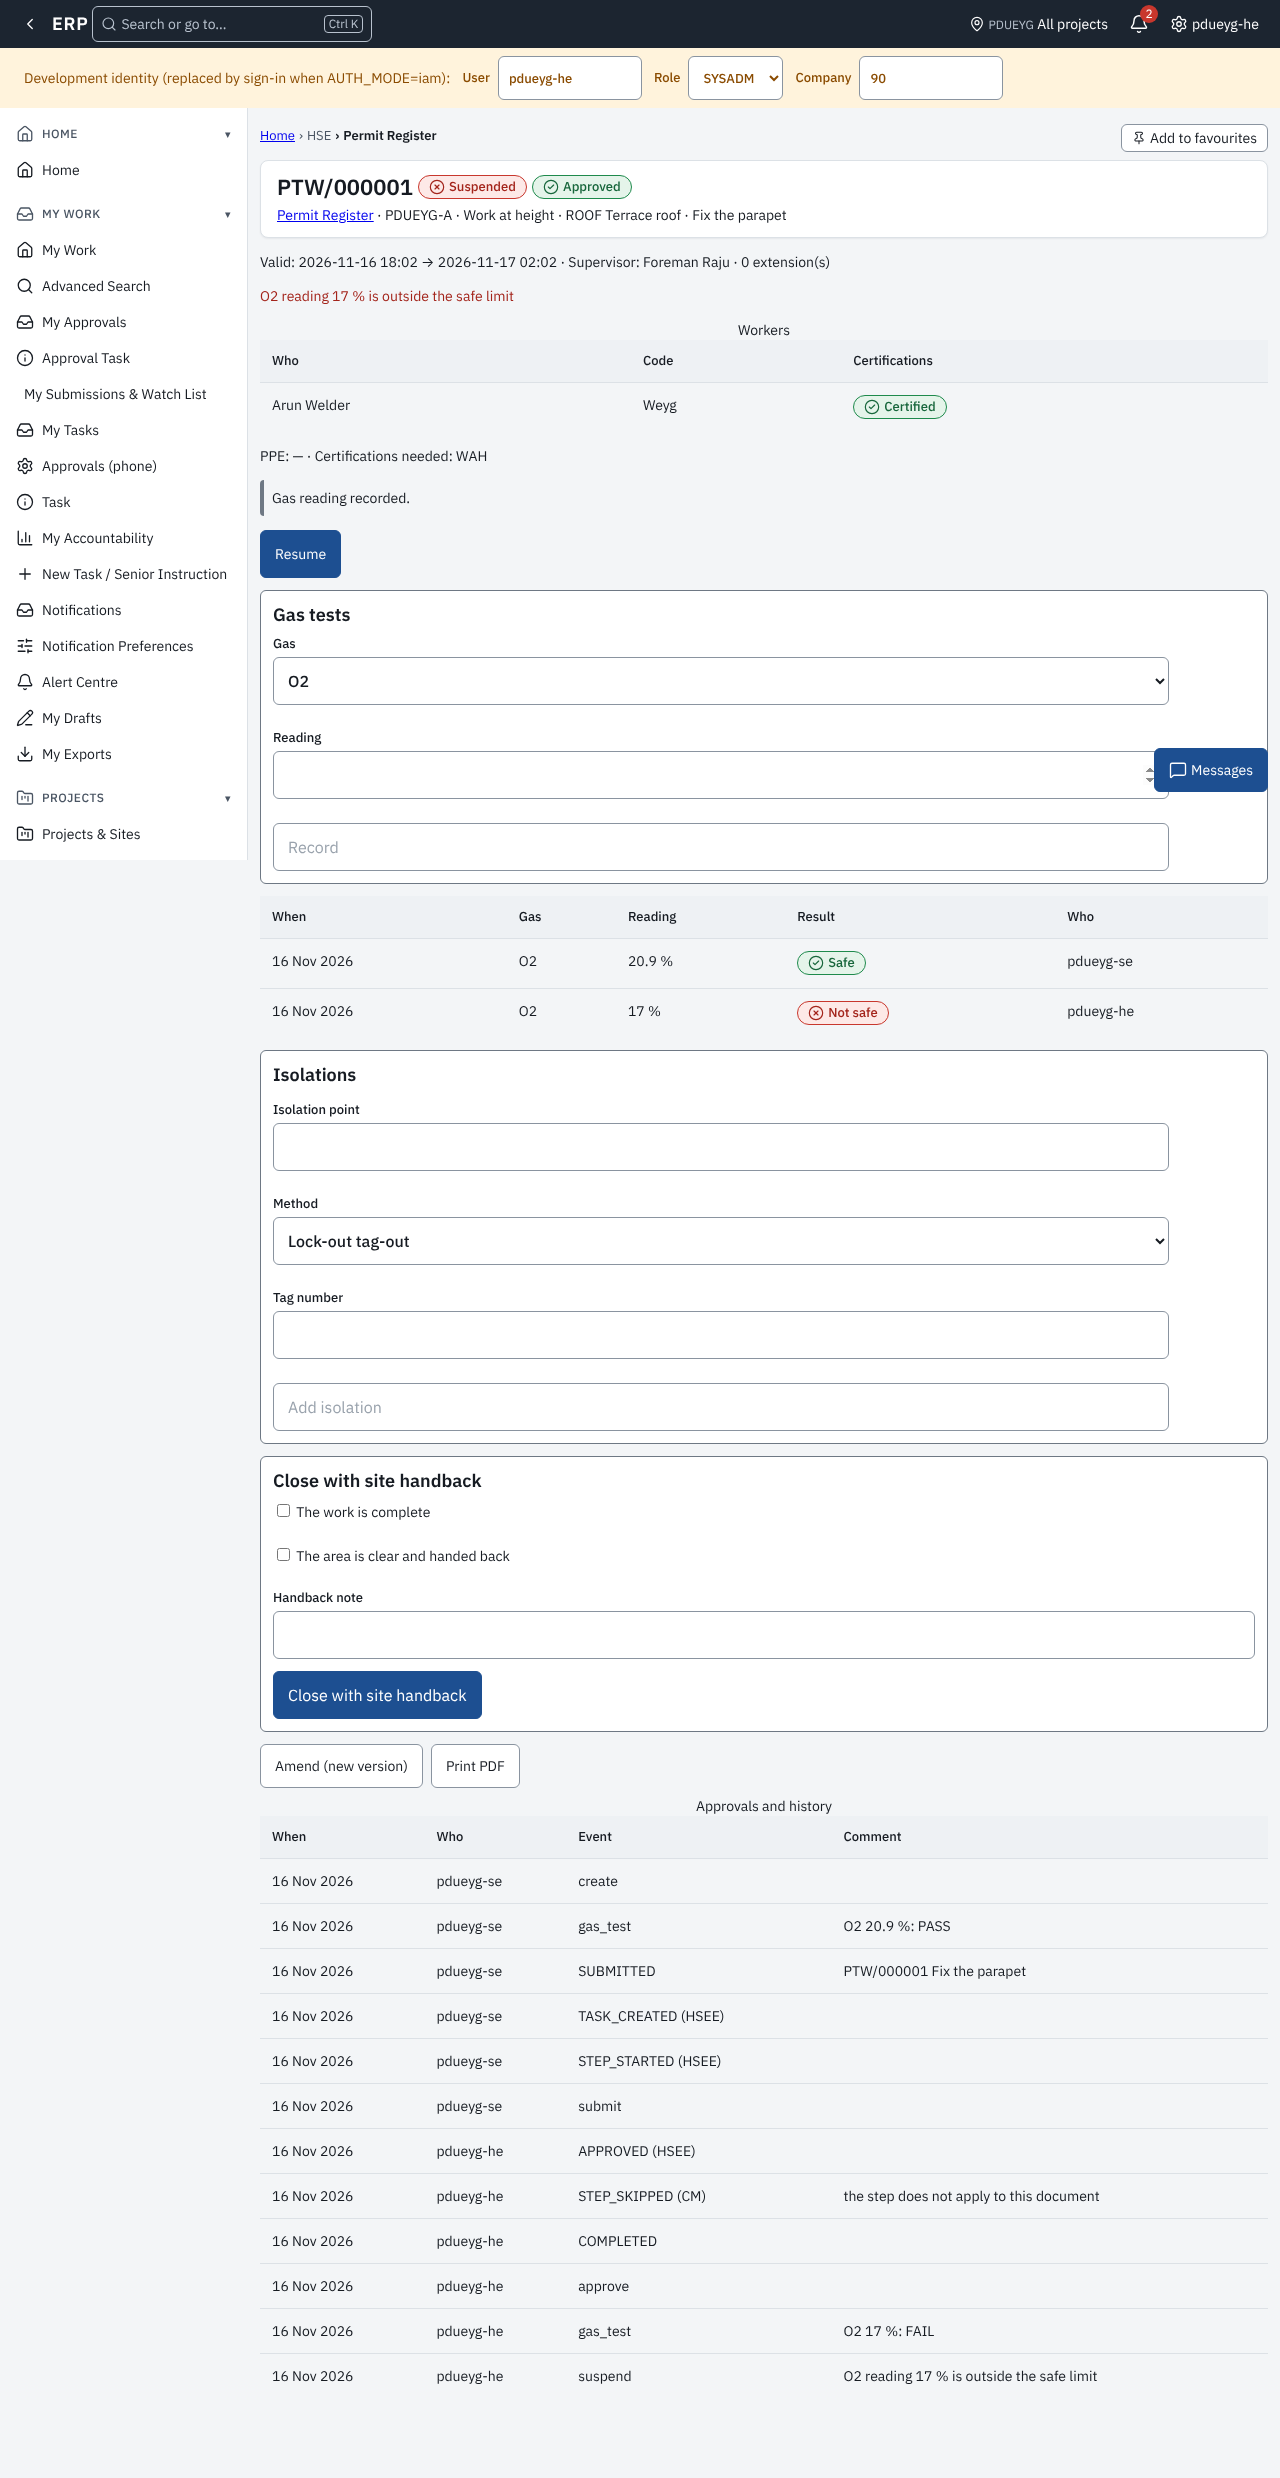 ERP
Search or go to...
Ctrl K
PDUEYG All projects
2
pdueyg-he
Development identity (replaced by sign-in when AUTH_MODE=iam):
User
pdueyg-he
Role
SYSADM
Company
90
HOME
Home
MY WORK
My Work
Advanced Search
My Approvals
Approval Task
My Submissions & Watch List
My Tasks
Approvals (phone)
Task
My Accountability
New Task / Senior Instruction
Notifications
Notification Preferences
Alert Centre
My Drafts
My Exports
PROJECTS
Projects & Sites
Home › HSE › Permit Register
Add to favourites
PTW/000001 Suspended Approved
Permit Register · PDUEYG-A · Work at height · ROOF Terrace roof · Fix the parapet
Valid: 2026-11-16 18:02 → 2026-11-17 02:02 · Supervisor: Foreman Raju · 0 extension(s)
O2 reading 17 % is outside the safe limit
Workers
Who Code Certifications
Arun Welder Weyg Certified
PPE: — · Certifications needed: WAH
Gas reading recorded.
Resume
Gas tests
Gas
O2
Reading
Messages
Record
When Gas Reading Result Who
16 Nov 2026 O2 20.9 % Safe pdueyg-se
16 Nov 2026 O2 17 % Not safe pdueyg-he
Isolations
Isolation point
Method
Lock-out tag-out
Tag number
Add isolation
Close with site handback
The work is complete
The area is clear and handed back
Handback note
Close with site handback
Amend (new version)
Print PDF
Approvals and history
When Who Event Comment
16 Nov 2026 pdueyg-se create
16 Nov 2026 pdueyg-se gas_test O2 20.9 %: PASS
16 Nov 2026 pdueyg-se SUBMITTED PTW/000001 Fix the parapet
16 Nov 2026 pdueyg-se TASK_CREATED (HSEE)
16 Nov 2026 pdueyg-se STEP_STARTED (HSEE)
16 Nov 2026 pdueyg-se submit
16 Nov 2026 pdueyg-he APPROVED (HSEE)
16 Nov 2026 pdueyg-he STEP_SKIPPED (CM) the step does not apply to this document
16 Nov 2026 pdueyg-he COMPLETED
16 Nov 2026 pdueyg-he approve
16 Nov 2026 pdueyg-he gas_test O2 17 %: FAIL
16 Nov 2026 pdueyg-he suspend O2 reading 17 % is outside the safe limit